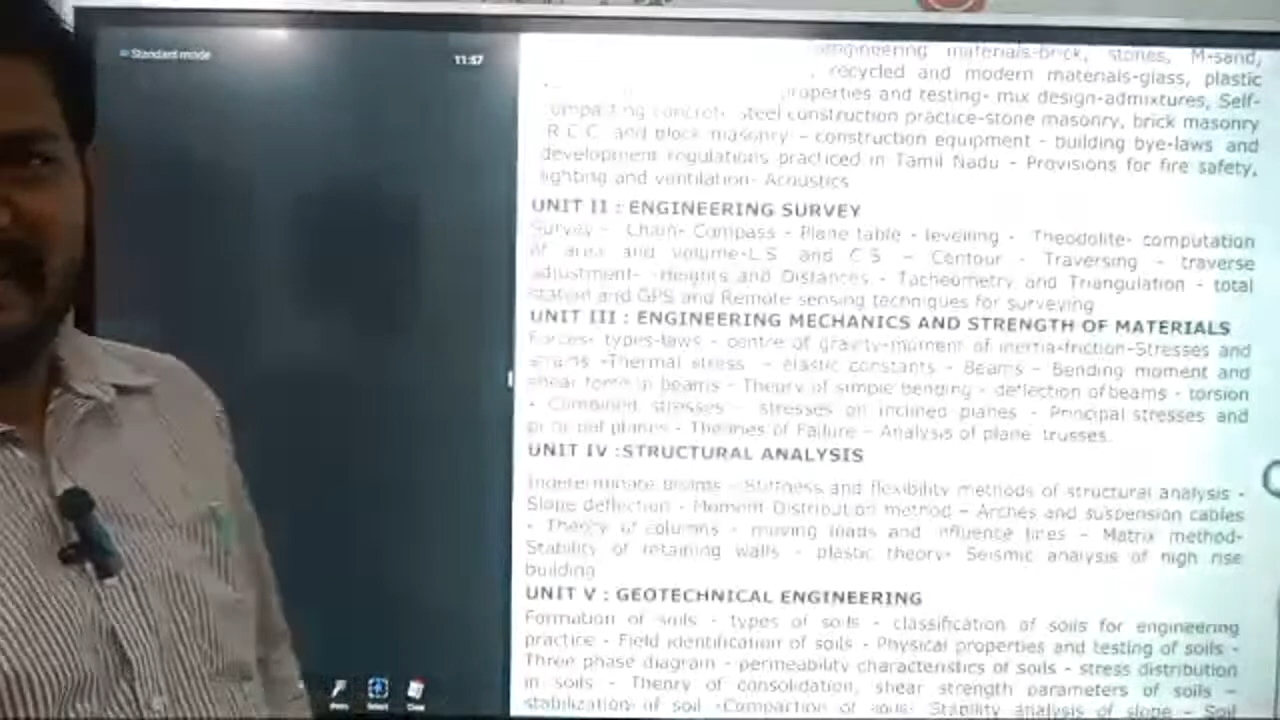 Standard mode
11:57
engineering materials-brick, stones, M-sand,
, recycled and modern materials-glass, plastic
properties and testing- mix design-admixtures, Self-
compacting concrete steel construction practice-stone masonry, brick masonry
R.C.C. and block masonry – construction equipment - building bye-laws and
development regulations practiced in Tamil Nadu - Provisions for fire safety,
lighting and ventilation- Acoustics
UNIT II : ENGINEERING SURVEY
Survey - Chain- Compass - Plane table - levelling - Theodolite- computation
of area and volume-L.S and C.S – Contour - Traversing - traverse
adjustment- Heights and Distances - Tacheometry and Triangulation - total
station and GPS and Remote sensing techniques for surveying
UNIT III : ENGINEERING MECHANICS AND STRENGTH OF MATERIALS
Forces- types-laws - centre of gravity-moment of inertia-friction-Stresses and
strains -Thermal stress - elastic constants - Beams - Bending moment and
shear force in beams - Theory of simple bending - deflection of beams - torsion
- Combined stresses - stresses on inclined planes - Principal stresses and
principal planes - Theories of Failure – Analysis of plane trusses.
UNIT IV :STRUCTURAL ANALYSIS
Indeterminate beams - Stiffness and flexibility methods of structural analysis -
Slope deflection - Moment Distribution method – Arches and suspension cables
- Theory of columns - moving loads and influence lines - Matrix method-
Stability of retaining walls - plastic theory- Seismic analysis of high rise
building
UNIT V : GEOTECHNICAL ENGINEERING
Formation of soils - types of soils - classification of soils for engineering
practice - Field identification of soils - Physical properties and testing of soils -
Three phase diagram - permeability characteristics of soils - stress distribution
in soils - Theory of consolidation, shear strength parameters of soils –
stabilization of soil -Compaction of soils- Stability analysis of slope – Soil
Select